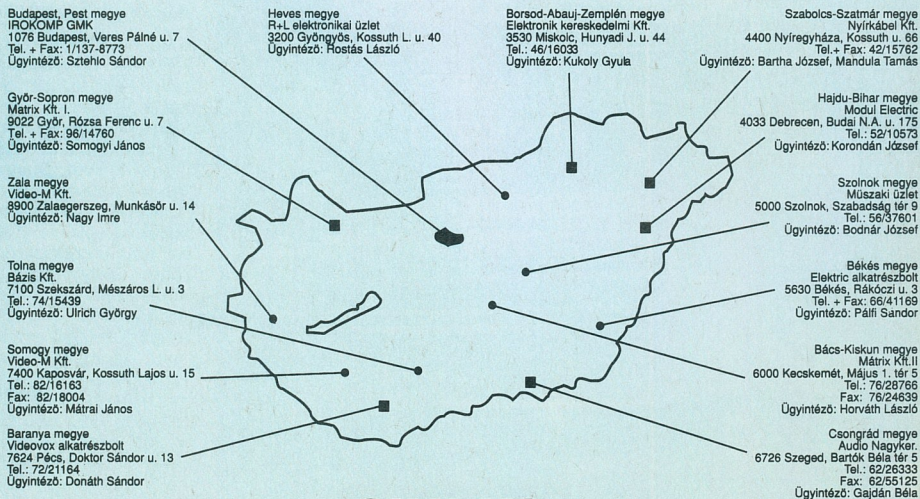 Budapest, Pest megye
IROKOMP GMK
1076 Budapest, Veres Pálné u. 7
Tel. + Fax: 1/137-8773
Ügyintéző: Sztehlo Sándor
Heves megye
R+L elektronikai üzlet
3200 Gyöngyös, Kossuth L. u. 40
Ügyintéző: Rostás László
Borsod-Abauj-Zemplén megye
Elektronik kereskedelmi Kft.
3530 Miskolc, Hunyadi J. u. 44
Tel.: 46/16033
Ügyintéző: Kukoly Gyula
Szabolcs-Szatmár megye
Nyírkábel Kft.
4400 Nyíregyháza, Kossuth u. 66
Tel.+ Fax: 42/15762
Ügyintéző: Bartha József, Mandula Tamás
Győr-Sopron megye
Matrix Kft. I.
9022 Győr, Rózsa Ferenc u. 7
Tel. + Fax: 96/14760
Ügyintéző: Somogyi János
Hajdu-Bihar megye
Modul Electric
4033 Debrecen, Budai N.A. u. 175
Tel.: 52/10573
Ügyintéző: Korondán József
Zala megye
Video-M Kft.
8900 Zalaegerszeg, Munkásőr u. 14
Ügyintéző: Nagy Imre
Szolnok megye
Műszaki üzlet
5000 Szolnok, Szabadság tér 9
Tel.: 56/37601
Ügyintéző: Bodnár József
Tolna megye
Bázis Kft.
7100 Szekszárd, Mészáros L. u. 3
Tel.: 74/15439
Ügyintéző: Ulrich György
Békés megye
Elektric alkatrészbolt
5630 Békés, Rákóczi u. 3
Tel. + Fax: 66/41169
Ügyintéző: Pálfi Sándor
Somogy megye
Video-M Kft.
7400 Kaposvár, Kossuth Lajos u. 15
Tel.: 82/16163
Fax: 82/18004
Ügyintéző: Mátrai János
Bács-Kiskun megye
Mátrix Kft.II
6000 Kecskemét, Május 1. tér 5
Tel.: 76/28766
Fax: 76/24639
Ügyintéző: Horváth László
Baranya megye
Videovox alkatrészbolt
7624 Pécs, Doktor Sándor u. 13
Tel.: 72/21164
Ügyintéző: Donáth Sándor
Csongrád megye
Audio Nagyker.
6726 Szeged, Bartók Béla tér 5
Tel.: 62/26333
Fax: 62/55125
Ügyintéző: Gajdán Béla